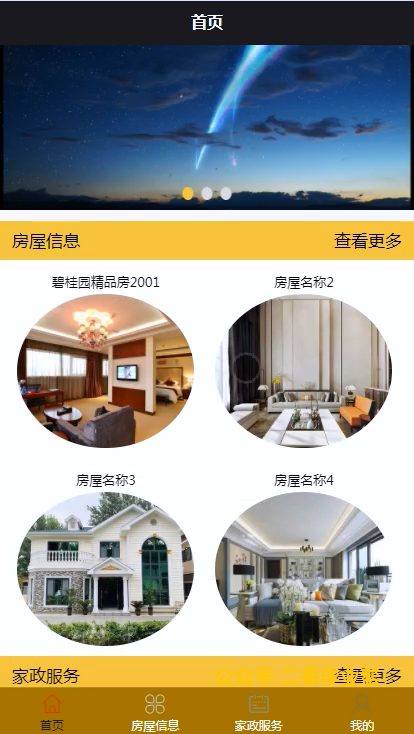 首页
房屋信息 查看更多
碧桂园精品房2001 房屋名称2
房屋名称3 房屋名称4
家政服务 查看更多
首页 房屋信息 家政服务 我的